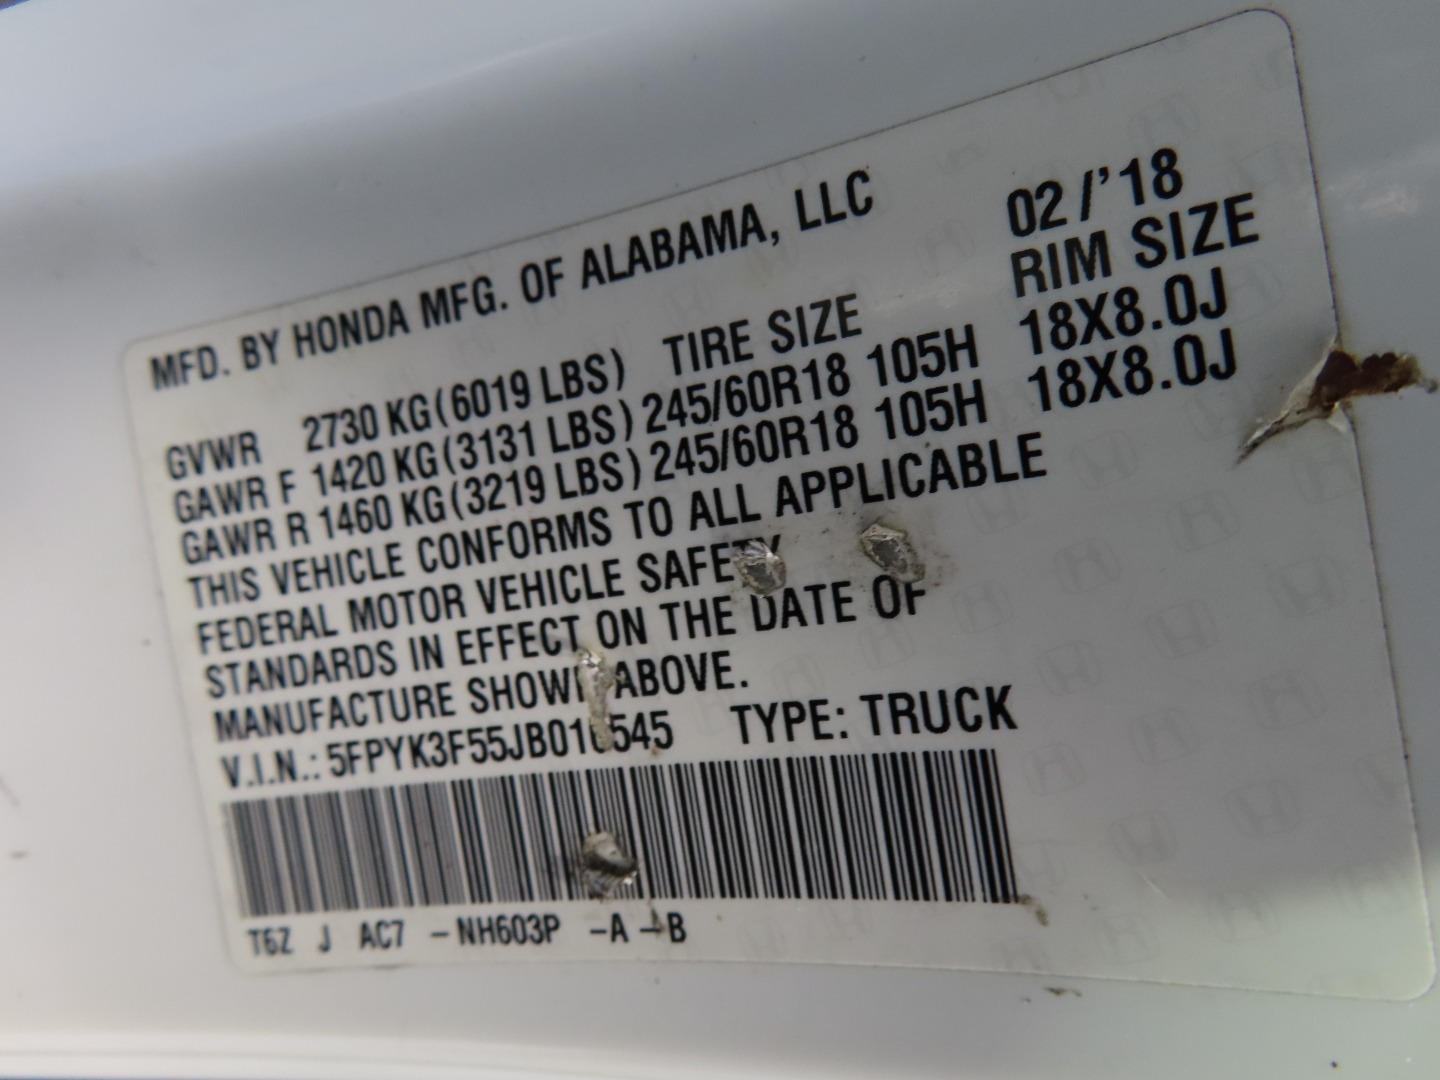 MFD. BY HONDA MFG. OF ALABAMA, LLC 02/'18
GVWR 2730 KG(6019 LBS) TIRE SIZE RIM SIZE
GAWR F 1420 KG(3131 LBS) 245/60R18 105H 18X8.0J
GAWR R 1460 KG(3219 LBS) 245/60R18 105H 18X8.0J
THIS VEHICLE CONFORMS TO ALL APPLICABLE
FEDERAL MOTOR VEHICLE SAFETY
STANDARDS IN EFFECT ON THE DATE OF
MANUFACTURE SHOWN ABOVE.
V.I.N.: TYPE: TRUCK
T6Z J AC7 -NH603P -A -B